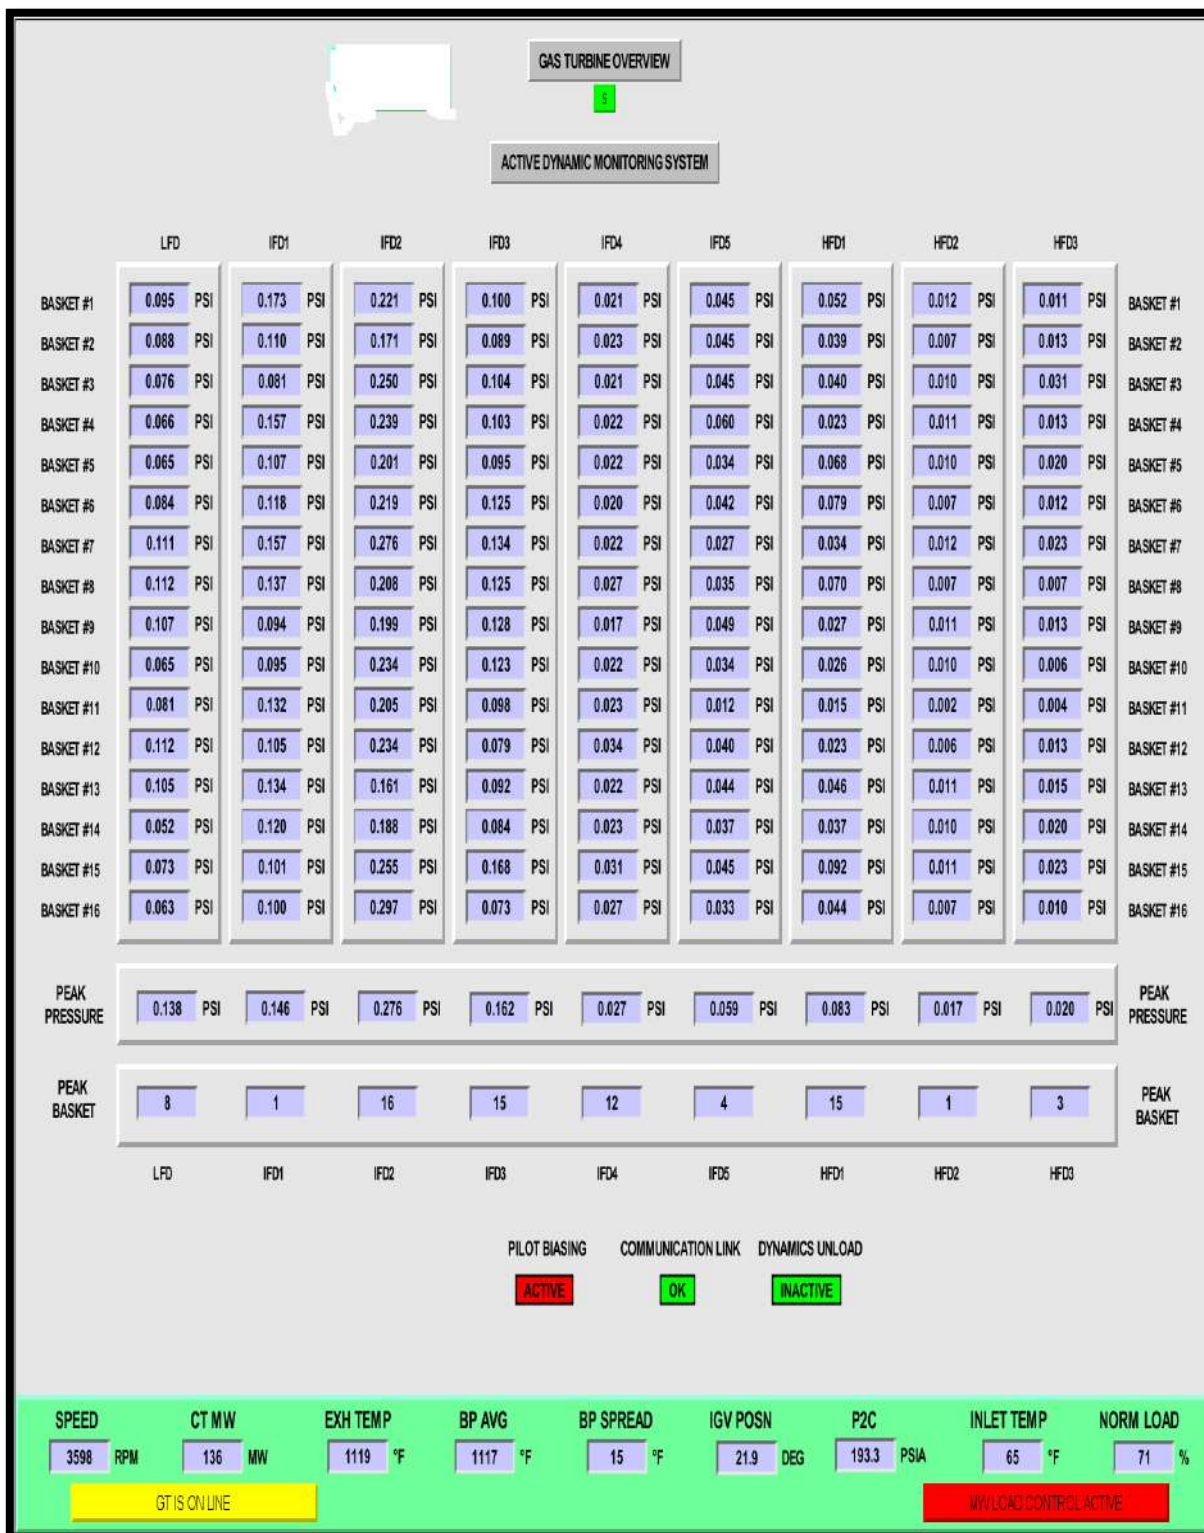 GAS TURBINE OVERVIEW
S
ACTIVE DYNAMIC MONITORING SYSTEM
LFD IFD1 IFD2 IFD3 IFD4 IFD5 HFD1 HFD2 HFD3
BASKET #1 0.095 PSI 0.173 PSI 0.221 PSI 0.100 PSI 0.021 PSI 0.045 PSI 0.052 PSI 0.012 PSI 0.011 PSI BASKET #1
BASKET #2 0.088 PSI 0.110 PSI 0.171 PSI 0.089 PSI 0.023 PSI 0.045 PSI 0.039 PSI 0.007 PSI 0.013 PSI BASKET #2
BASKET #3 0.076 PSI 0.081 PSI 0.250 PSI 0.104 PSI 0.021 PSI 0.045 PSI 0.040 PSI 0.010 PSI 0.031 PSI BASKET #3
BASKET #4 0.066 PSI 0.157 PSI 0.239 PSI 0.103 PSI 0.022 PSI 0.060 PSI 0.023 PSI 0.011 PSI 0.013 PSI BASKET #4
BASKET #5 0.065 PSI 0.107 PSI 0.201 PSI 0.095 PSI 0.022 PSI 0.034 PSI 0.068 PSI 0.010 PSI 0.020 PSI BASKET #5
BASKET #6 0.084 PSI 0.118 PSI 0.219 PSI 0.125 PSI 0.020 PSI 0.042 PSI 0.079 PSI 0.007 PSI 0.012 PSI BASKET #6
BASKET #7 0.111 PSI 0.157 PSI 0.276 PSI 0.134 PSI 0.022 PSI 0.027 PSI 0.034 PSI 0.012 PSI 0.023 PSI BASKET #7
BASKET #8 0.112 PSI 0.137 PSI 0.208 PSI 0.125 PSI 0.027 PSI 0.035 PSI 0.070 PSI 0.007 PSI 0.007 PSI BASKET #8
BASKET #9 0.107 PSI 0.094 PSI 0.199 PSI 0.128 PSI 0.017 PSI 0.049 PSI 0.027 PSI 0.011 PSI 0.013 PSI BASKET #9
BASKET #10 0.065 PSI 0.095 PSI 0.234 PSI 0.123 PSI 0.022 PSI 0.034 PSI 0.026 PSI 0.010 PSI 0.006 PSI BASKET #10
BASKET #11 0.081 PSI 0.132 PSI 0.205 PSI 0.098 PSI 0.023 PSI 0.012 PSI 0.015 PSI 0.002 PSI 0.004 PSI BASKET #11
BASKET #12 0.112 PSI 0.105 PSI 0.234 PSI 0.079 PSI 0.034 PSI 0.040 PSI 0.023 PSI 0.006 PSI 0.013 PSI BASKET #12
BASKET #13 0.105 PSI 0.134 PSI 0.161 PSI 0.092 PSI 0.022 PSI 0.044 PSI 0.046 PSI 0.011 PSI 0.015 PSI BASKET #13
BASKET #14 0.052 PSI 0.120 PSI 0.188 PSI 0.084 PSI 0.023 PSI 0.037 PSI 0.037 PSI 0.010 PSI 0.020 PSI BASKET #14
BASKET #15 0.073 PSI 0.101 PSI 0.255 PSI 0.168 PSI 0.031 PSI 0.045 PSI 0.092 PSI 0.011 PSI 0.023 PSI BASKET #15
BASKET #16 0.063 PSI 0.100 PSI 0.297 PSI 0.073 PSI 0.027 PSI 0.033 PSI 0.044 PSI 0.007 PSI 0.010 PSI BASKET #16
PEAK PRESSURE 0.138 PSI 0.146 PSI 0.276 PSI 0.162 PSI 0.027 PSI 0.059 PSI 0.083 PSI 0.017 PSI 0.020 PSI PEAK PRESSURE
PEAK BASKET 8 1 16 15 12 4 15 1 3 PEAK BASKET
LFD IFD1 IFD2 IFD3 IFD4 IFD5 HFD1 HFD2 HFD3
PILOT BIASING COMMUNICATION LINK DYNAMICS UNLOAD
ACTIVE OK INACTIVE
SPEED CT MW EXH TEMP BP AVG BP SPREAD IGV POSN P2C INLET TEMP NORM LOAD
3598 RPM 136 MW 1119 °F 1117 °F 15 °F 21.9 DEG 193.3 PSIA 65 °F 71 %
GT IS ON LINE MW LOAD CONTROL ACTIVE